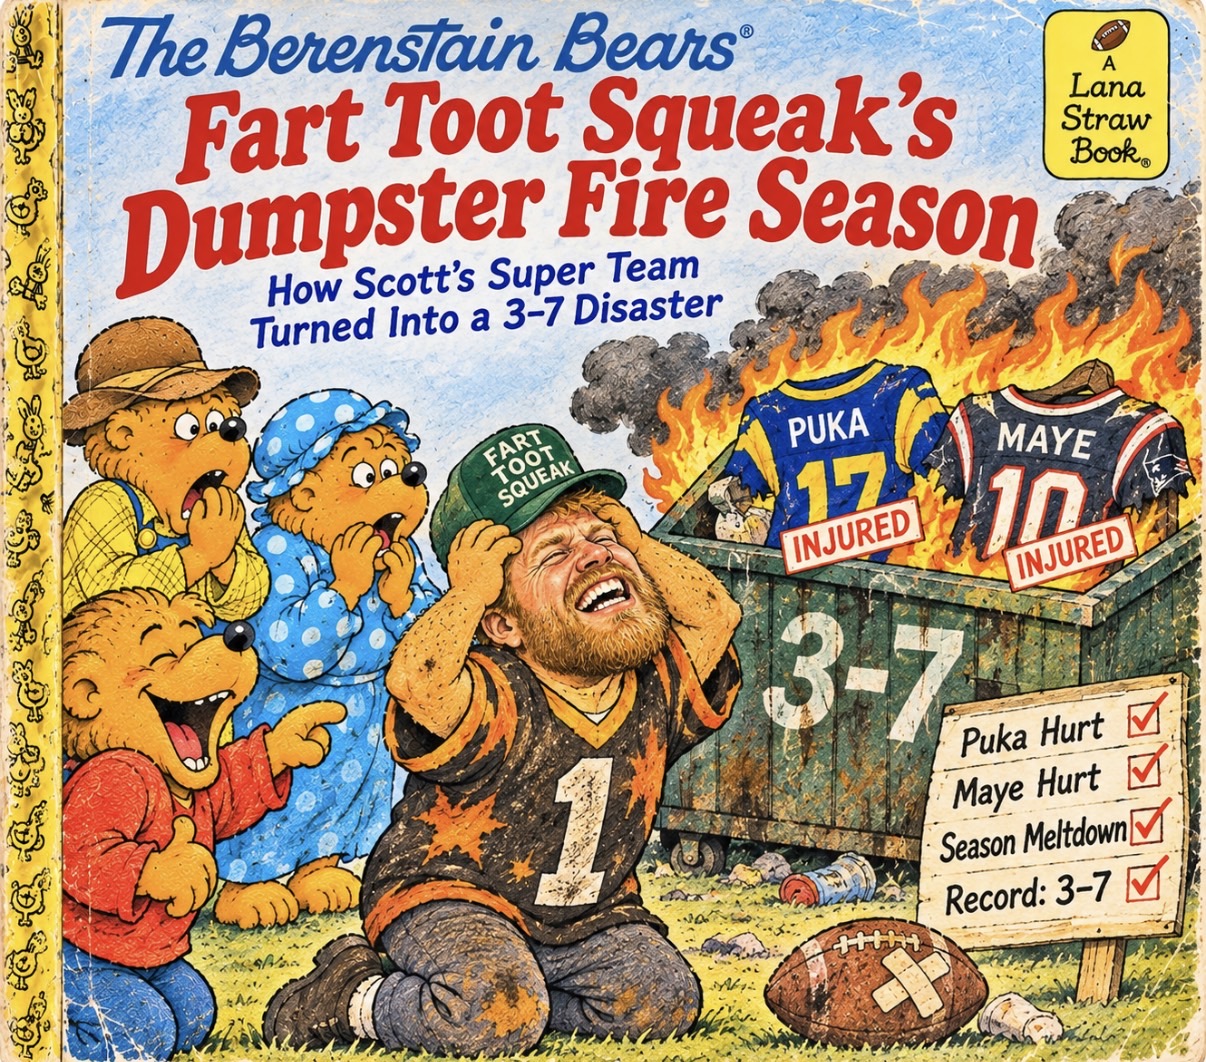 The Berenstain Bears®
Fart Toot Squeak's
Dumpster Fire Season
How Scott's Super Team
Turned Into a 3-7 Disaster
A
Lana
Straw
Book®
FART
TOOT
SQUEAK
PUKA
17
INJURED
MAYE
10
INJURED
1
3-7
Puka Hurt
Maye Hurt
Season Meltdown
Record: 3-7